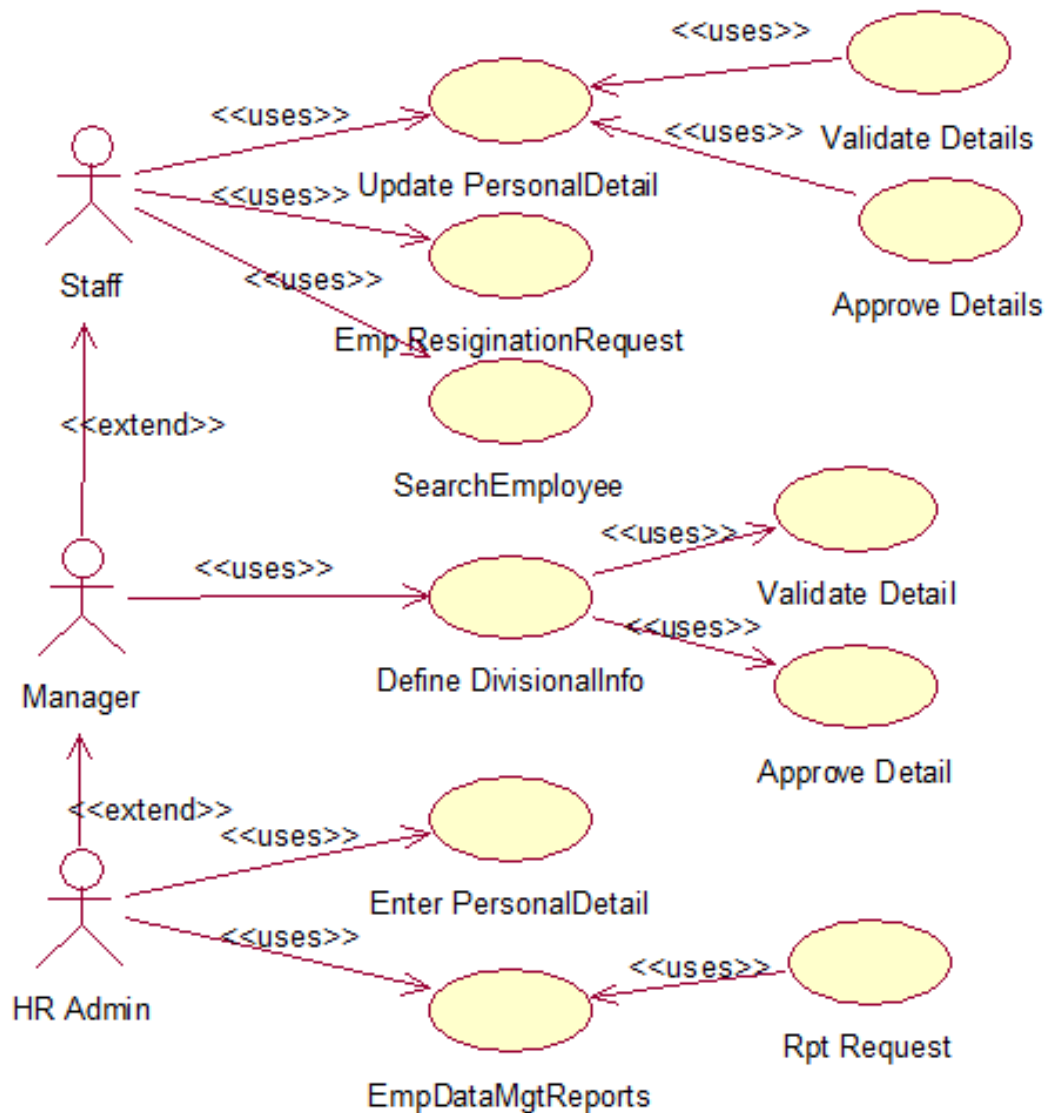 <<uses>>
Validate Details
<<uses>>
<<uses>>
Update PersonalDetail
<<uses>>
Staff
<<uses>>
Approve Details
Emp ResiginationRequest
<<extend>>
SearchEmployee
<<uses>>
<<uses>>
Validate Detail
<<uses>>
Manager
Define DivisionalInfo
Approve Detail
<<extend>>
<<uses>>
Enter PersonalDetail
<<uses>>
<<uses>>
HR Admin
Rpt Request
EmpDataMgtReports